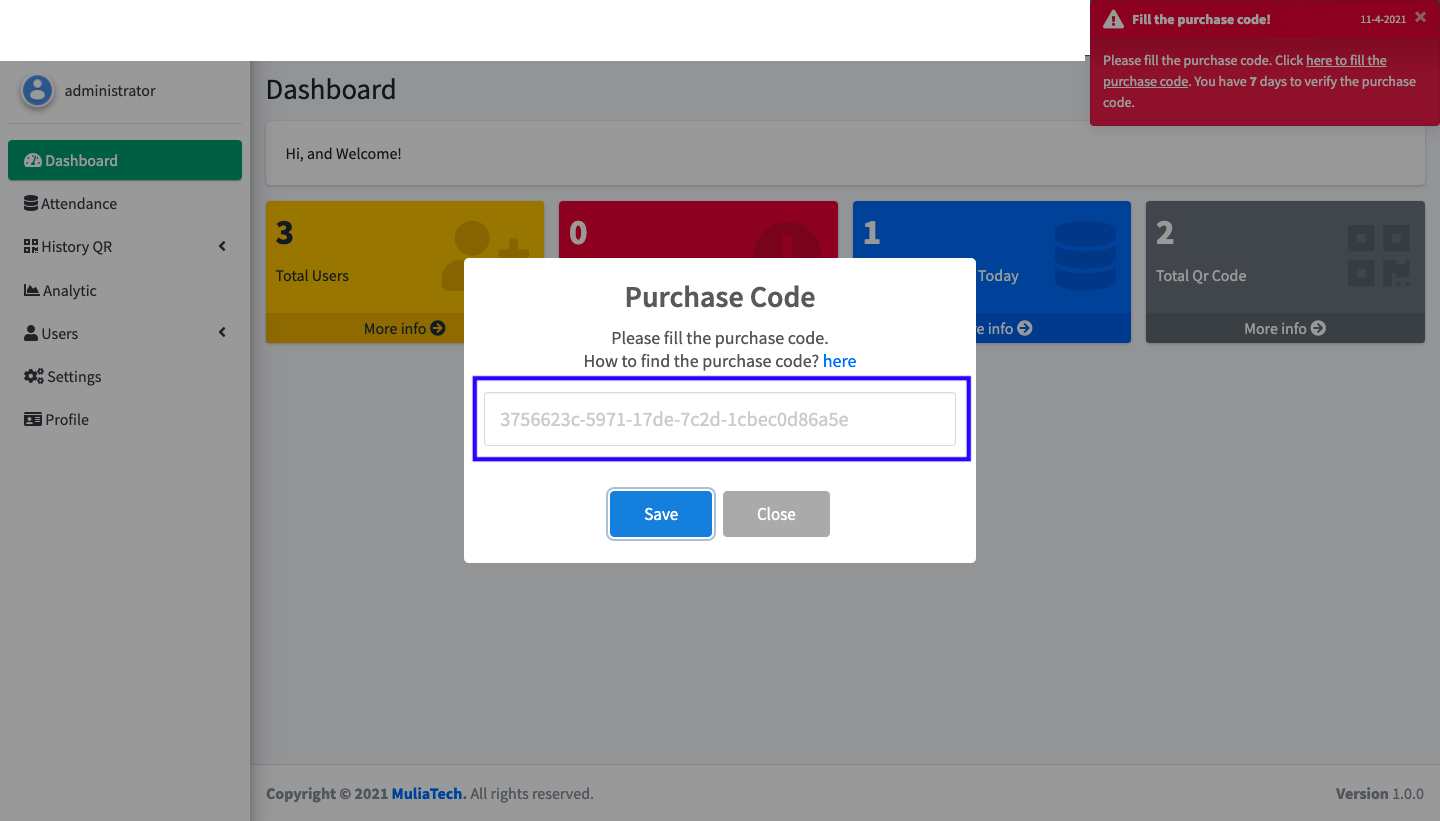 Fill the purchase code!
11-4-2021 ×
Please fill the purchase code. Click here to fill the
purchase code. You have 7 days to verify the purchase
code.
administrator
Dashboard
Attendance
History QR
Analytic
Users
Settings
Profile
Dashboard
Hi, and Welcome!
3
Total Users
More info
0
1
Today
e info
2
Total Qr Code
More info
Purchase Code
Please fill the purchase code.
How to find the purchase code? here
3756623c-5971-17de-7c2d-1cbec0d86a5e
Save
Close
Copyright © 2021 MuliaTech. All rights reserved.
Version 1.0.0